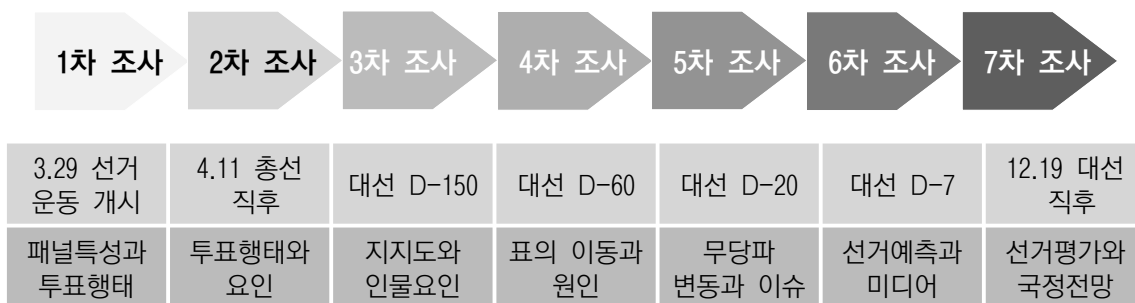 1차 조사 2차 조사 3차 조사 4차 조사 5차 조사 6차 조사 7차 조사
3.29 선거 운동 개시
4.11 총선 직후
대선 D-150
대선 D-60
대선 D-20
대선 D-7
12.19 대선 직후
패널특성과 투표행태
투표행태와 요인
지지도와 인물요인
표의 이동과 원인
무당파 변동과 이슈
선거예측과 미디어
선거평가와 국정전망